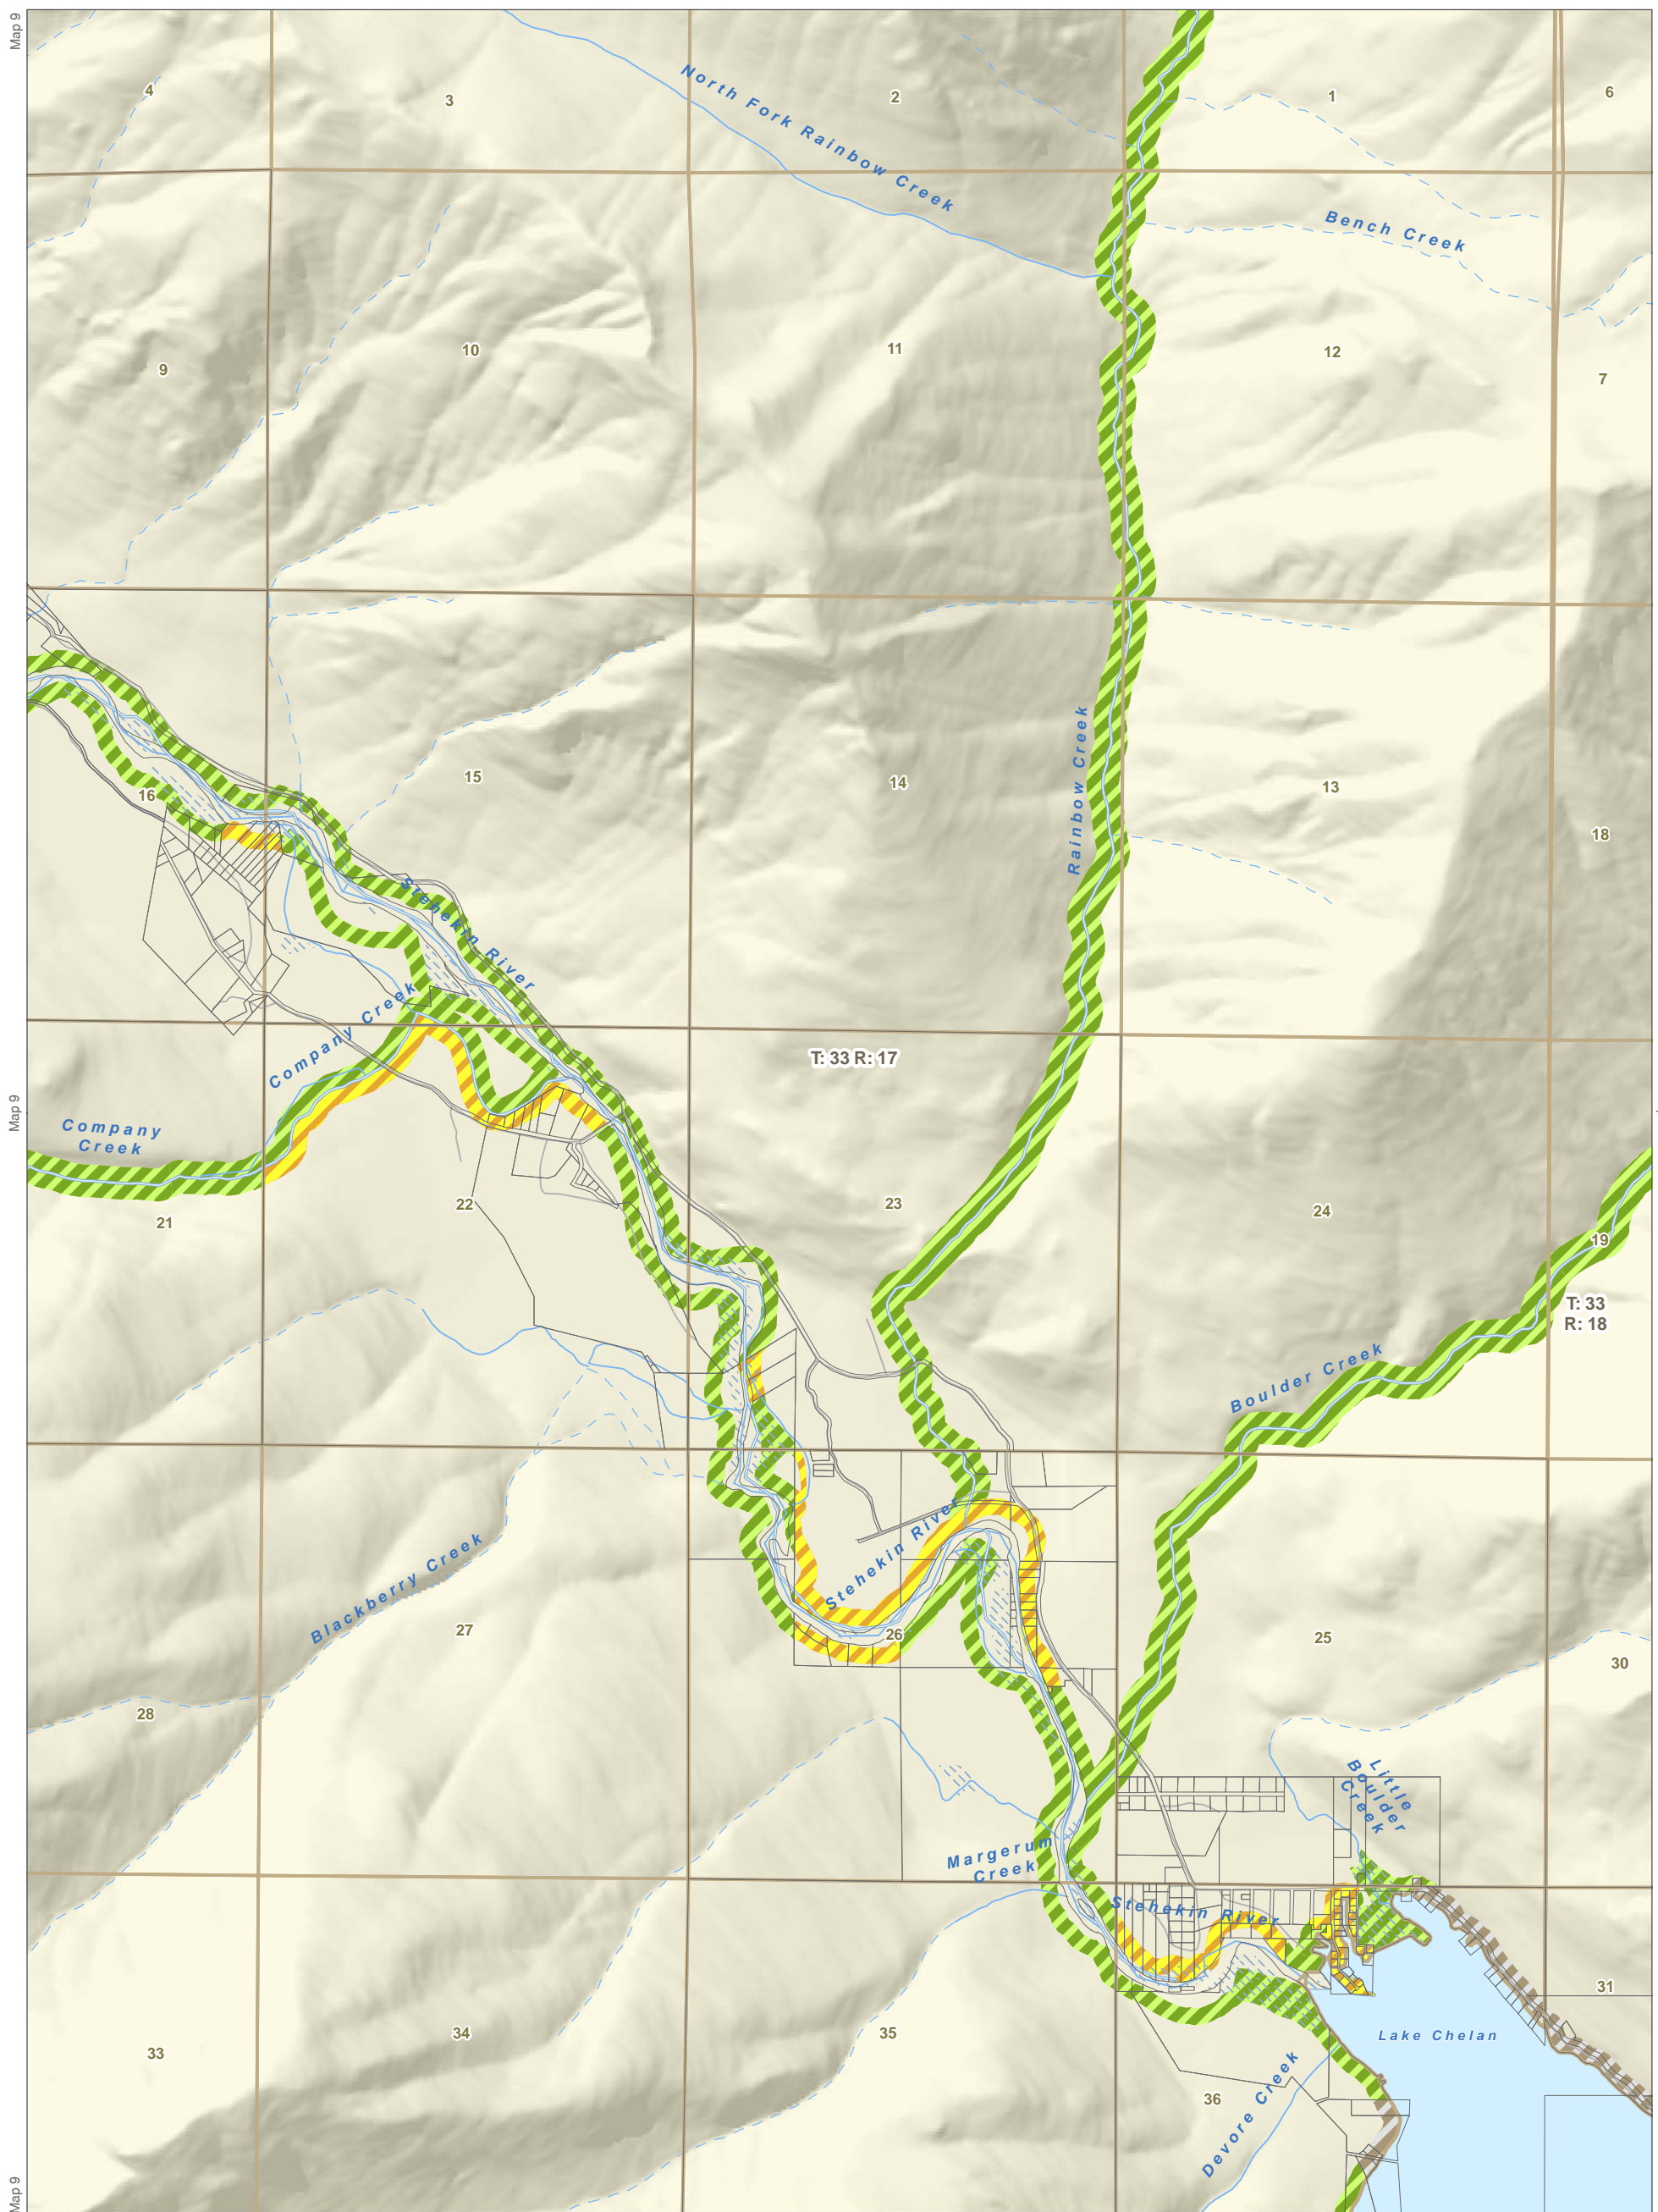 Map 9
4
3
2
1
6
North Fork Rainbow Creek
Bench Creek
9
10
11
12
7
16
15
14
13
18
Rainbow Creek
Stehekin River
Company Creek
T: 33 R: 17
Map 9
Company
Creek
21
22
23
24
19
T: 33
R: 18
Boulder Creek
Stehekin River
Blackberry Creek
27
26
25
30
28
Little
Boulder
Creek
Margerum
Creek
Stehekin River
31
Lake Chelan
33
34
35
36
Devore Creek
Map 9